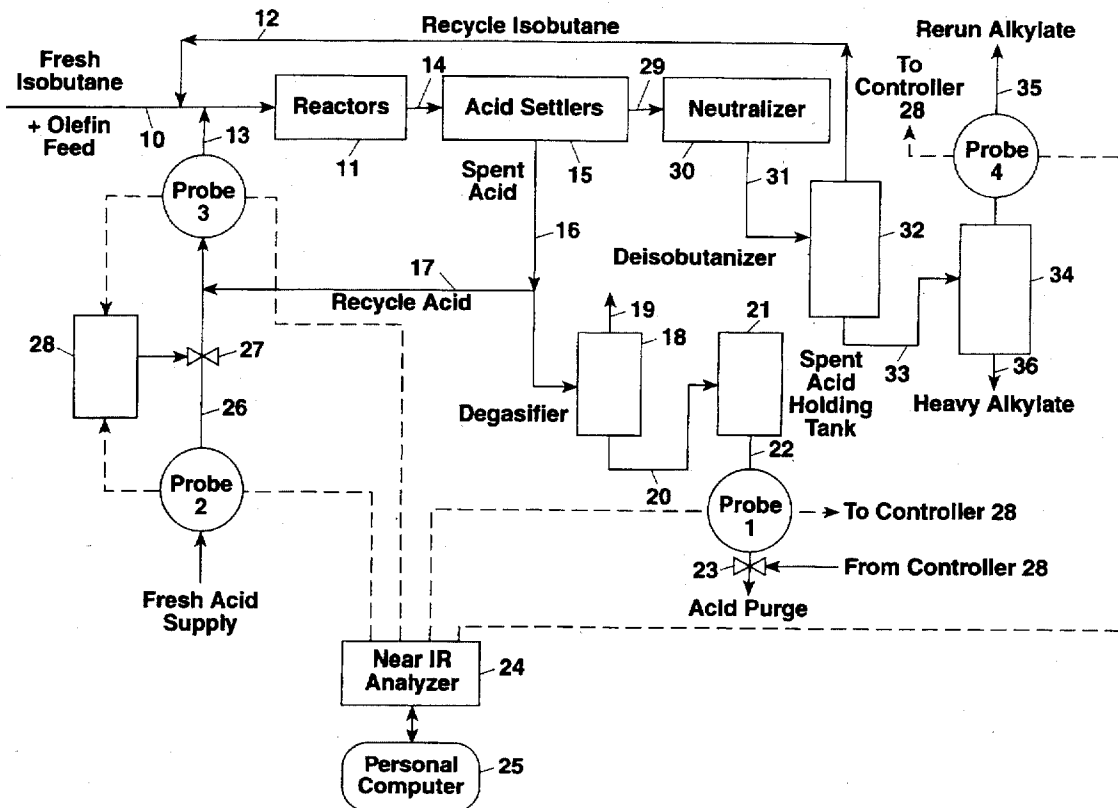 12
Recycle Isobutane
Rerun Alkylate
Fresh
Isobutane
To
Controller
28
35
14
29
Reactors
Acid Settlers
Neutralizer
+ Olefin
Feed
10
13
11
15
30
31
Probe
4
Spent
Acid
Probe
3
16
32
17
Deisobutanizer
34
Recycle Acid
19
21
18
28
27
33
36
Spent
Acid
Holding
Tank
26
Degasifier
Heavy Alkylate
22
20
Probe
2
Probe
1
To Controller 28
23
From Controller 28
Fresh Acid
Supply
Acid Purge
Near IR
Analyzer
24
Personal
Computer
25